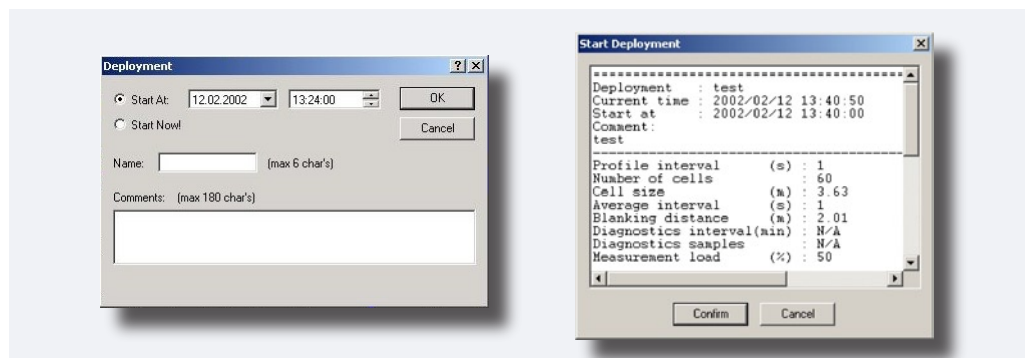 Deployment
Start At: 12.02.2002 13:24:00 OK
Start Now! Cancel
Name: (max 6 char's)
Comments: (max 180 char's)
Start Deployment
==========================================
Deployment : test
Current time : 2002/02/12 13:40:50
Start at : 2002/02/12 13:40:00
Comment:
test
------------------------------------------
Profile interval (s) : 1
Number of cells : 60
Cell size (m) : 3.63
Average interval (s) : 1
Blanking distance (m) : 2.01
Diagnostics interval(min) : N/A
Diagnostics samples : N/A
Measurement load (%) : 50
Confirm Cancel